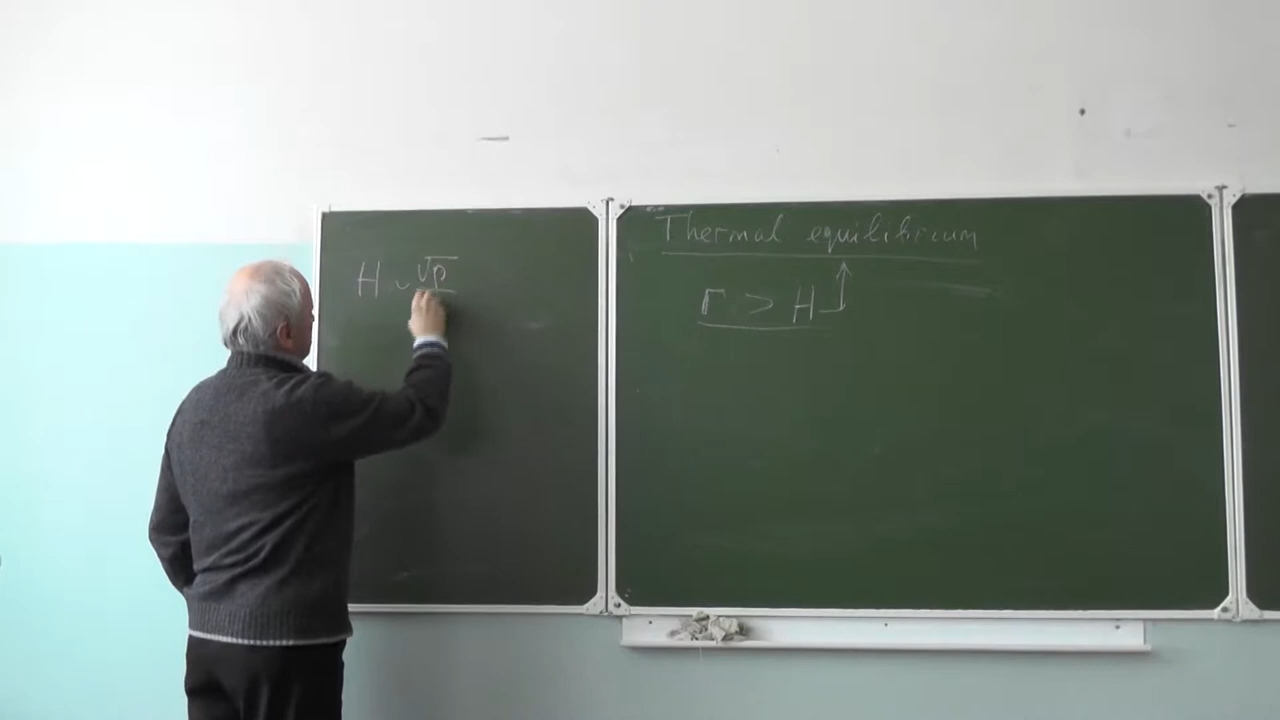 H ~ √ρ
Thermal equilibrium
Γ > H